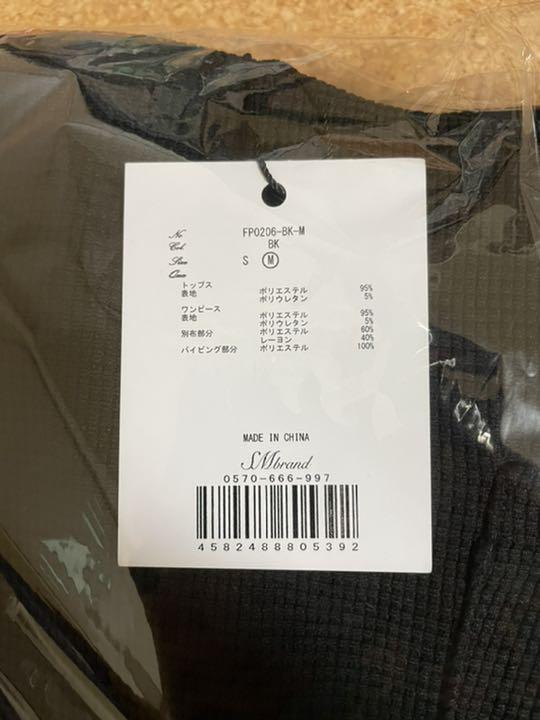 No FP0206-BK-M
Col BK
Size S M
トップス
表地 ポリエステル 95%
ポリウレタン 5%
ワンピース
表地 ポリエステル 95%
ポリウレタン 5%
別布部分 ポリエステル 60%
レーヨン 40%
パイピング部分 ポリエステル 100%
MADE IN CHINA
SMbrand
0570-666-997
4582488805392